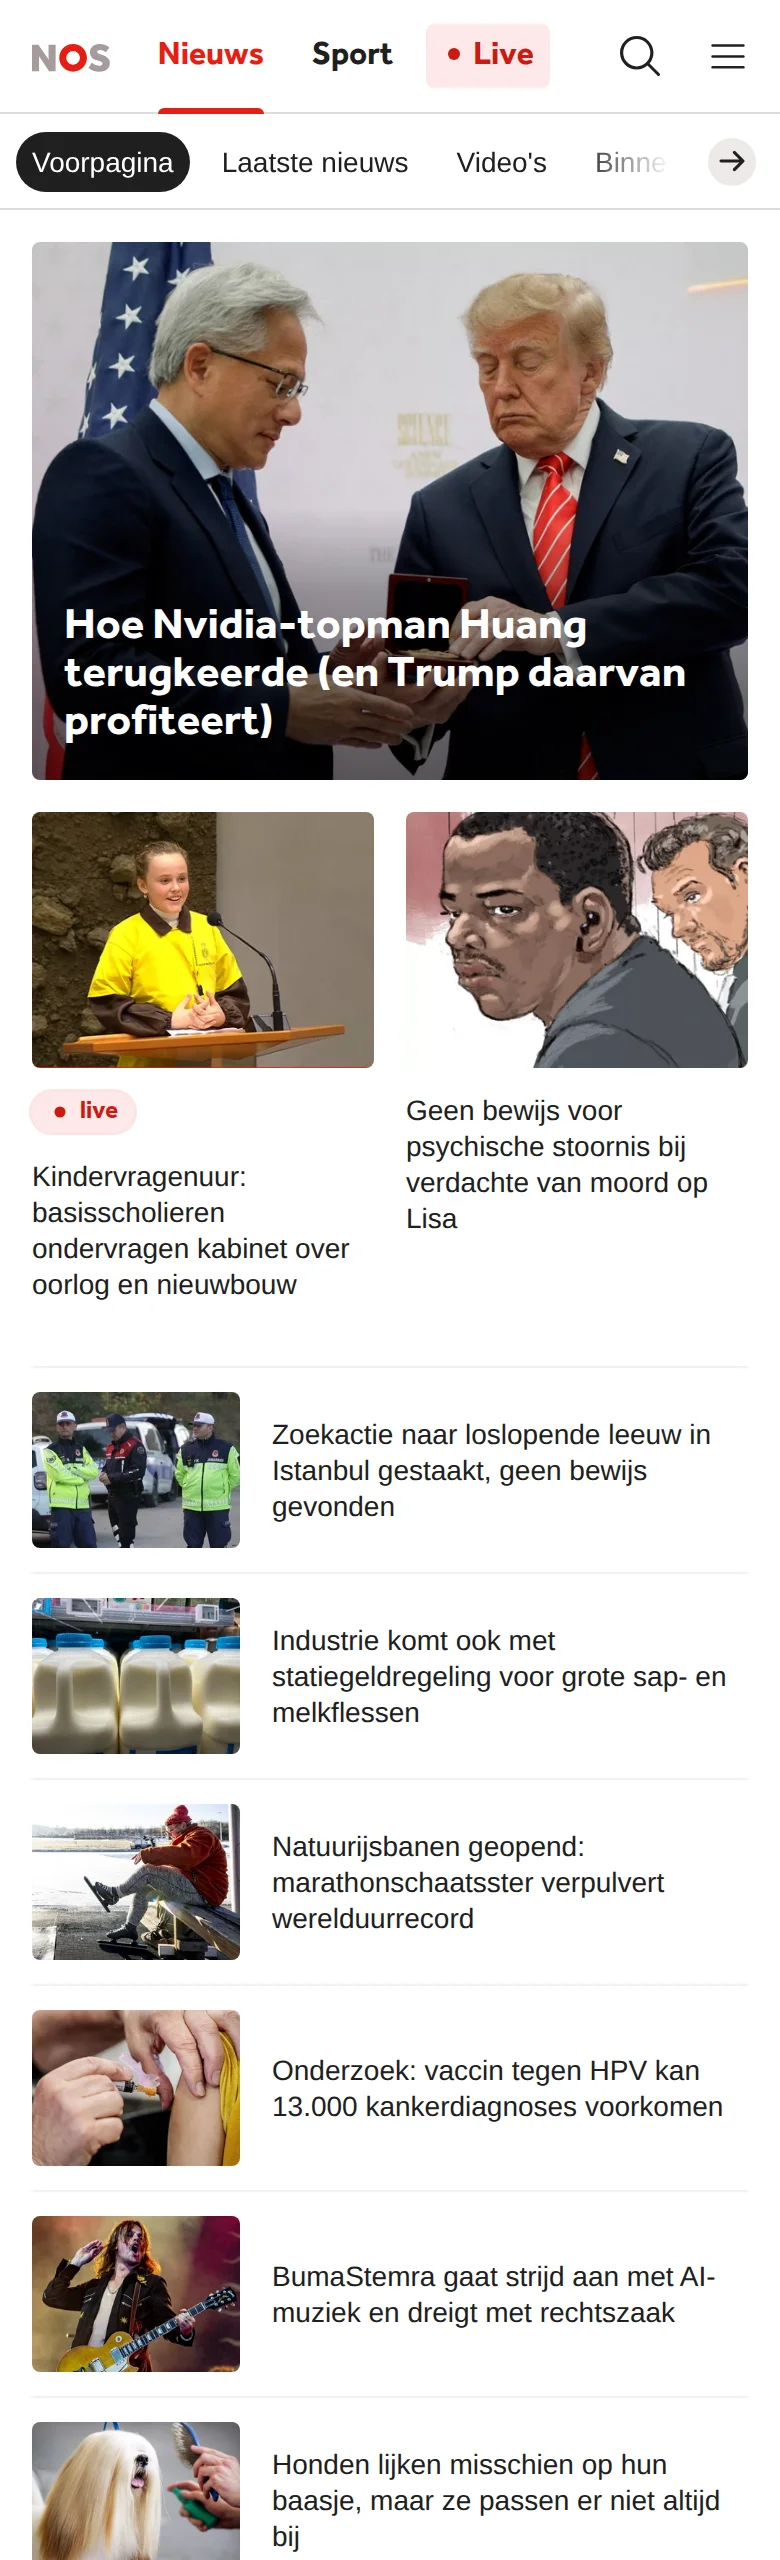 NOS Nieuws Sport Live
Voorpagina Laatste nieuws Video's Binne
Hoe Nvidia-topman Huang
terugkeerde (en Trump daarvan
profiteert)
live
Kindervragenuur:
basisscholieren
ondervragen kabinet over
oorlog en nieuwbouw
Geen bewijs voor
psychische stoornis bij
verdachte van moord op
Lisa
Zoekactie naar loslopende leeuw in
Istanbul gestaakt, geen bewijs
gevonden
Industrie komt ook met
statiegeldregeling voor grote sap- en
melkflessen
Natuurijsbanen geopend:
marathonschaatsster verpulvert
werelduurrecord
Onderzoek: vaccin tegen HPV kan
13.000 kankerdiagnoses voorkomen
BumaStemra gaat strijd aan met AI-
muziek en dreigt met rechtszaak
Honden lijken misschien op hun
baasje, maar ze passen er niet altijd
bij